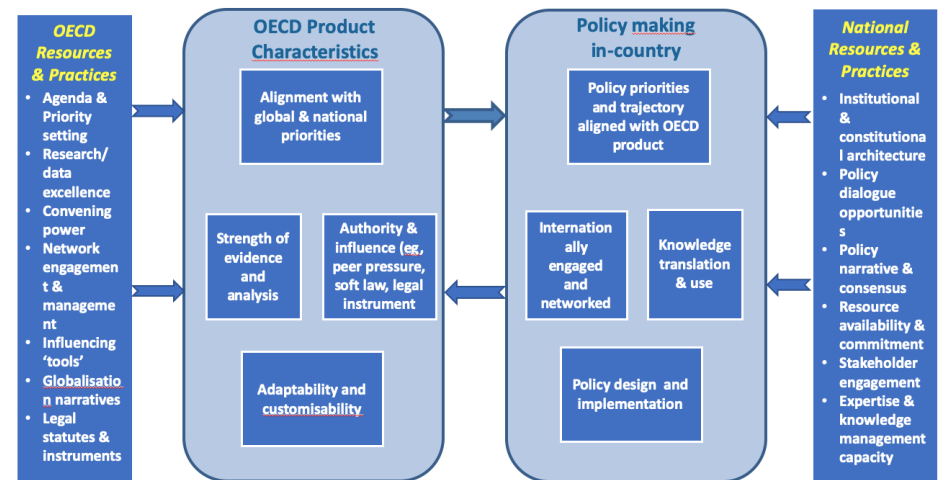 OECD
Resources
& Practices
• Agenda &
Priority
setting
• Research/
data
excellence
• Convening
power
• Network
engagemen
t &
manageme
nt
• Influencing
‘tools’
• Globalisatio
n narratives
• Legal
statutes &
instruments
OECD Product
Characteristics
Alignment with
global & national
priorities
Strength of
evidence
and
analysis
Authority &
influence (eg,
peer pressure,
soft law, legal
instrument
Adaptability and
customisability
Policy making
in-country
Policy priorities
and trajectory
aligned with OECD
product
Internation
ally
engaged
and
networked
Knowledge
translation
& use
Policy design and
implementation
National
Resources &
Practices
• Institutional
&
constitutiona
l architecture
• Policy
dialogue
opportunitie
s
• Policy
narrative &
consensus
• Resource
availability &
commitment
• Stakeholder
engagement
• Expertise &
knowledge
management
capacity